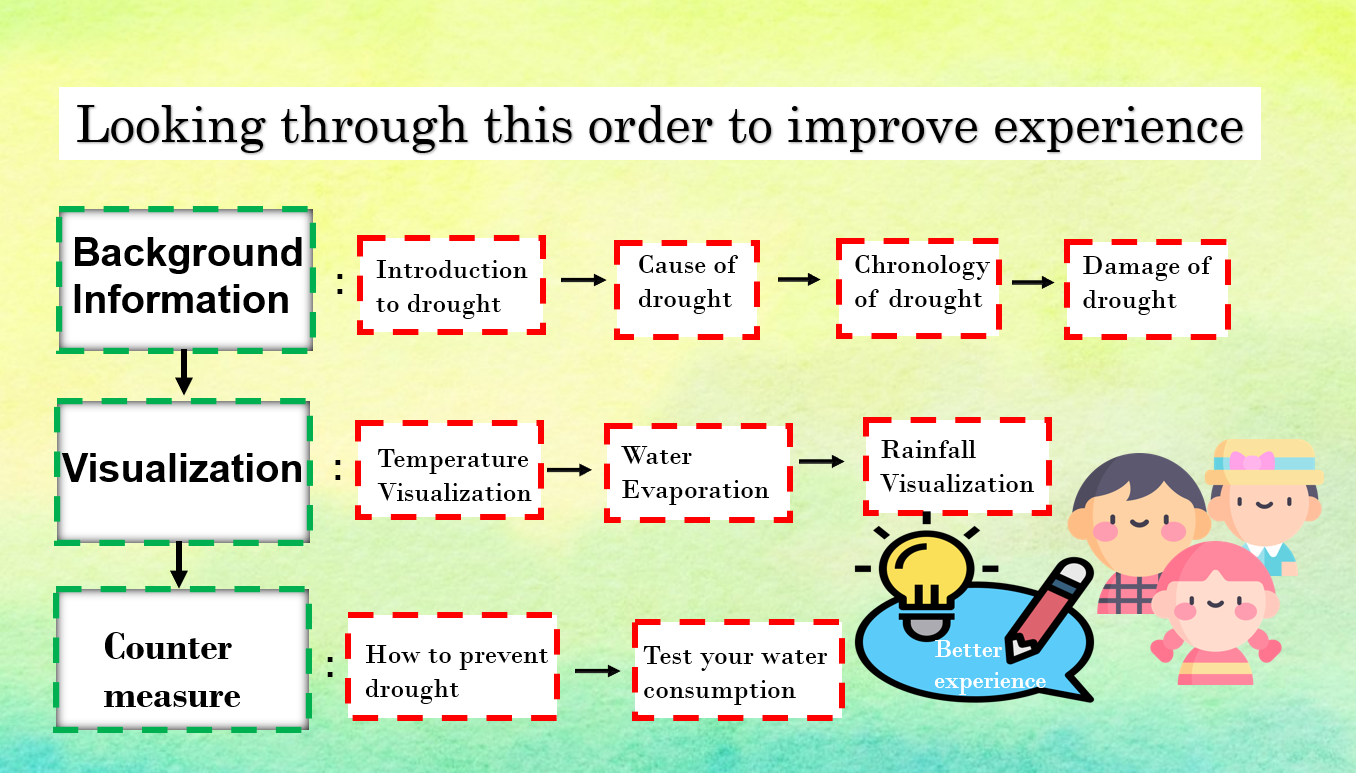 Looking through this order to improve experience
Background
Information
:
Introduction
to drought
Cause of
drought
Chronology
of drought
Damage of
drought
Visualization
:
Temperature
Visualization
Water
Evaporation
Rainfall
Visualization
Counter
measure
:
How to prevent
drought
Test your water
consumption
Better
experience